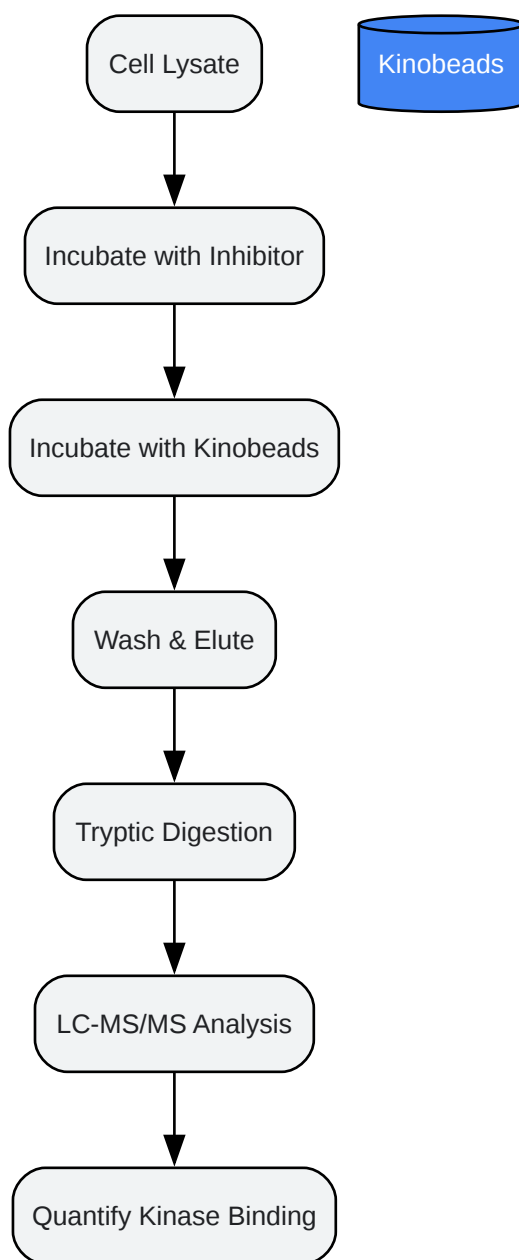 Cell Lysate
Kinobeads
Incubate with Inhibitor
Incubate with Kinobeads
Wash & Elute
Tryptic Digestion
LC-MS/MS Analysis
Quantify Kinase Binding